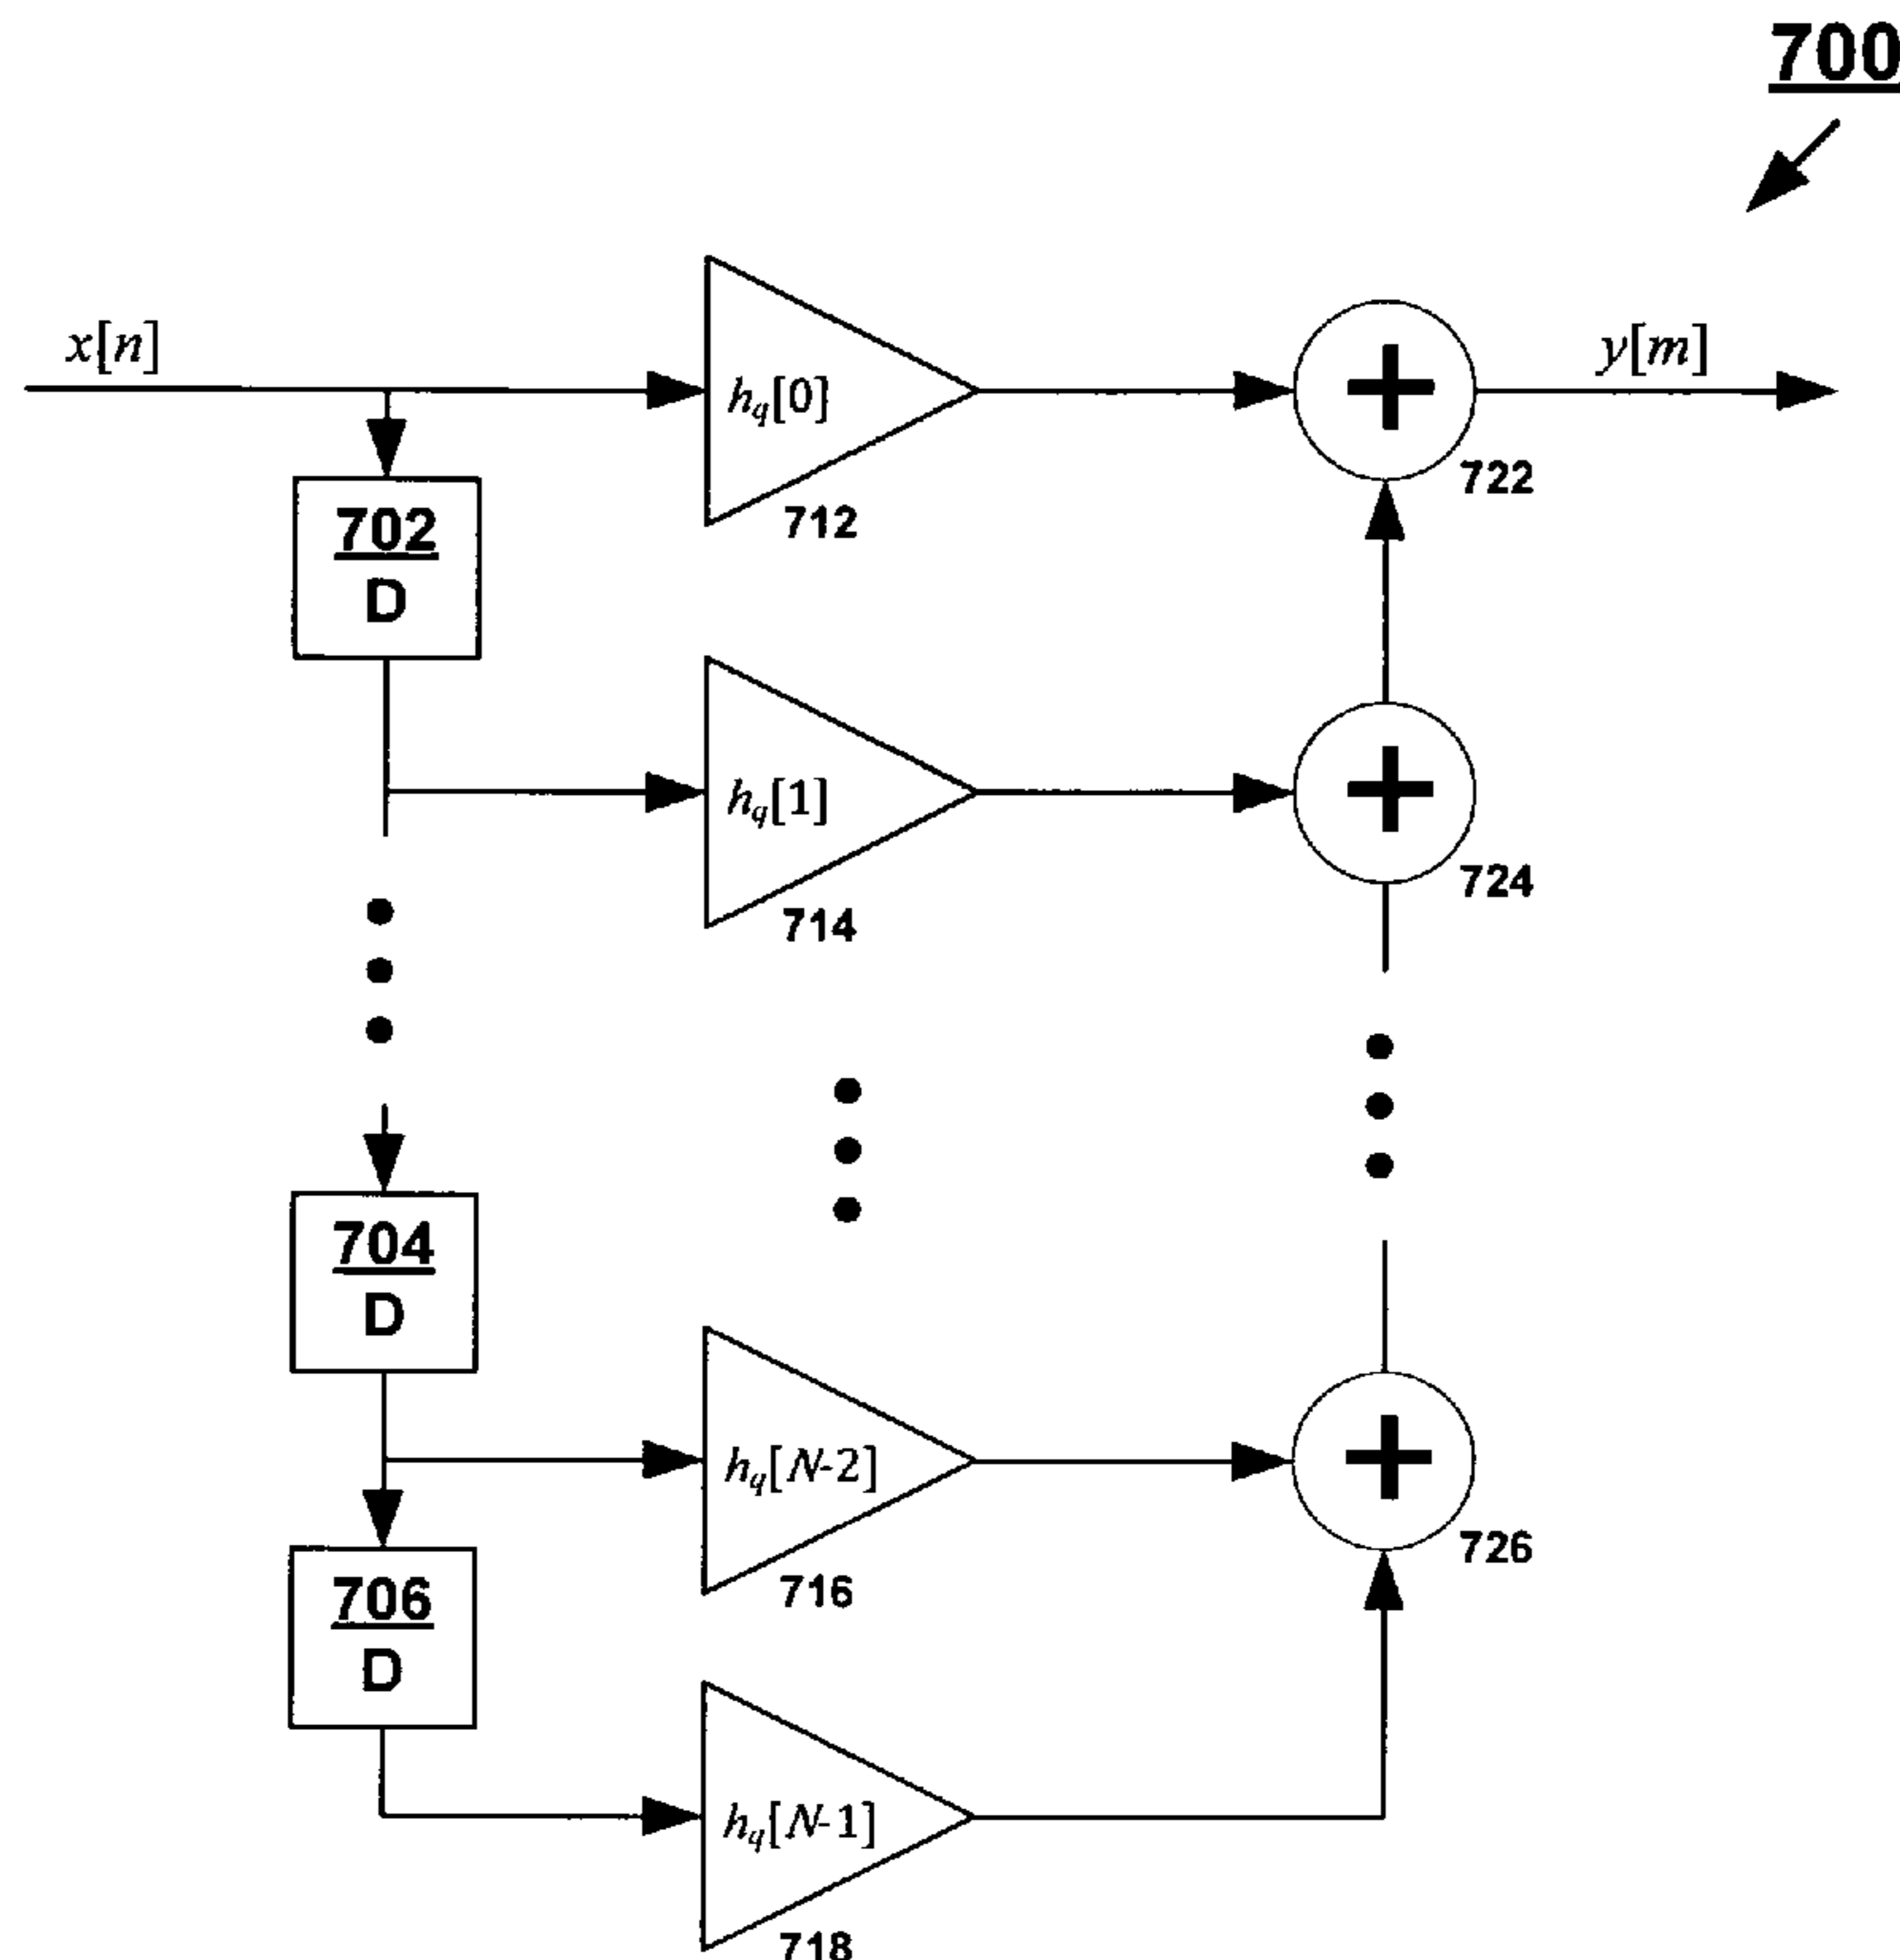 700
x[n]
y[m]
h_q[0]
722
712
702
D
h_q[1]
724
714
704
D
h_q[N-2]
726
716
706
D
h_q[N-1]
718